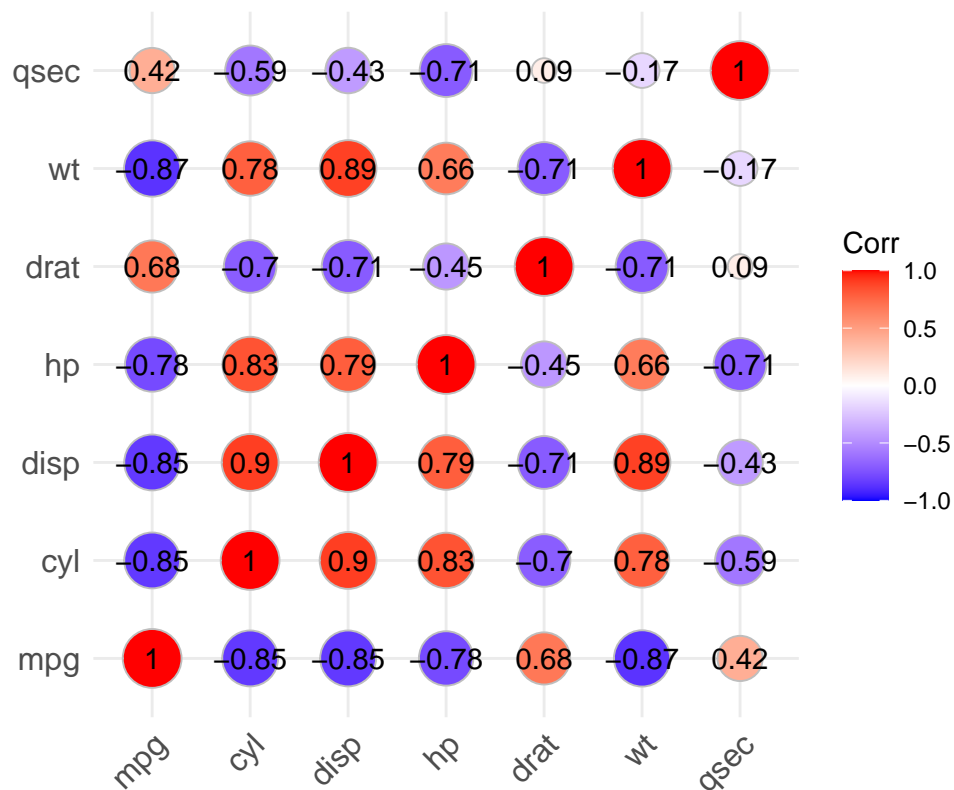 qsec 0.42 −0.59 −0.43 −0.71 0.09 −0.17 1
wt −0.87 0.78 0.89 0.66 −0.71 1 −0.17
drat 0.68 −0.7 −0.71 −0.45 1 −0.71 0.09
hp −0.78 0.83 0.79 1 −0.45 0.66 −0.71
disp −0.85 0.9 1 0.79 −0.71 0.89 −0.43
cyl −0.85 1 0.9 0.83 −0.7 0.78 −0.59
mpg 1 −0.85 −0.85 −0.78 0.68 −0.87 0.42
mpg cyl disp hp drat wt qsec
Corr
1.0
0.5
0.0
−0.5
−1.0